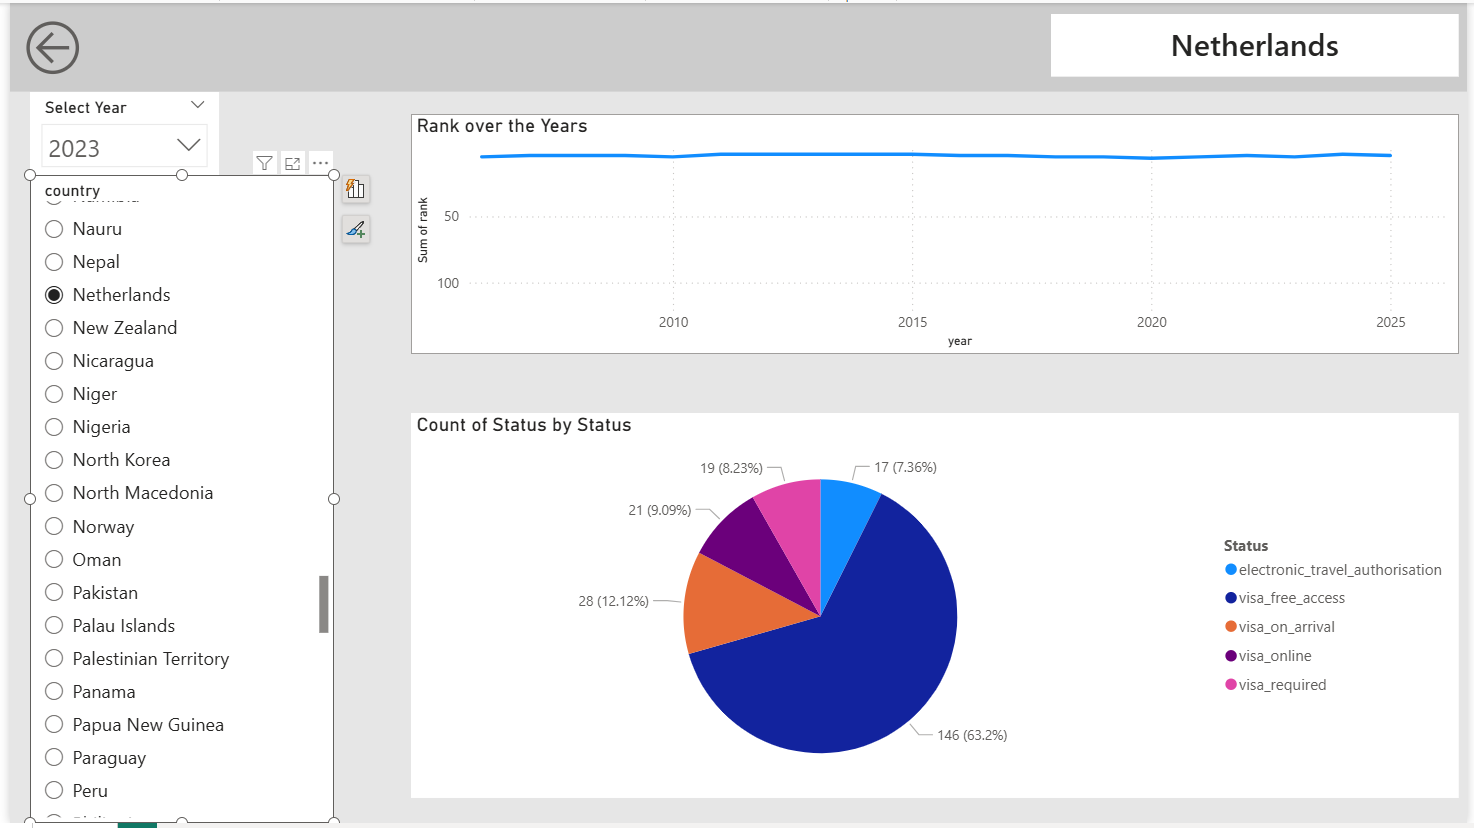 Netherlands
Select Year
2023
country
Nauru
Nepal
Netherlands
New Zealand
Nicaragua
Niger
Nigeria
North Korea
North Macedonia
Norway
Oman
Pakistan
Palau Islands
Palestinian Territory
Panama
Papua New Guinea
Paraguay
Peru
Rank over the Years
Sum of rank
50
100
2010
2015
2020
2025
year
Count of Status by Status
19 (8.23%)
17 (7.36%)
21 (9.09%)
28 (12.12%)
146 (63.2%)
Status
electronic_travel_authorisation
visa_free_access
visa_on_arrival
visa_online
visa_required